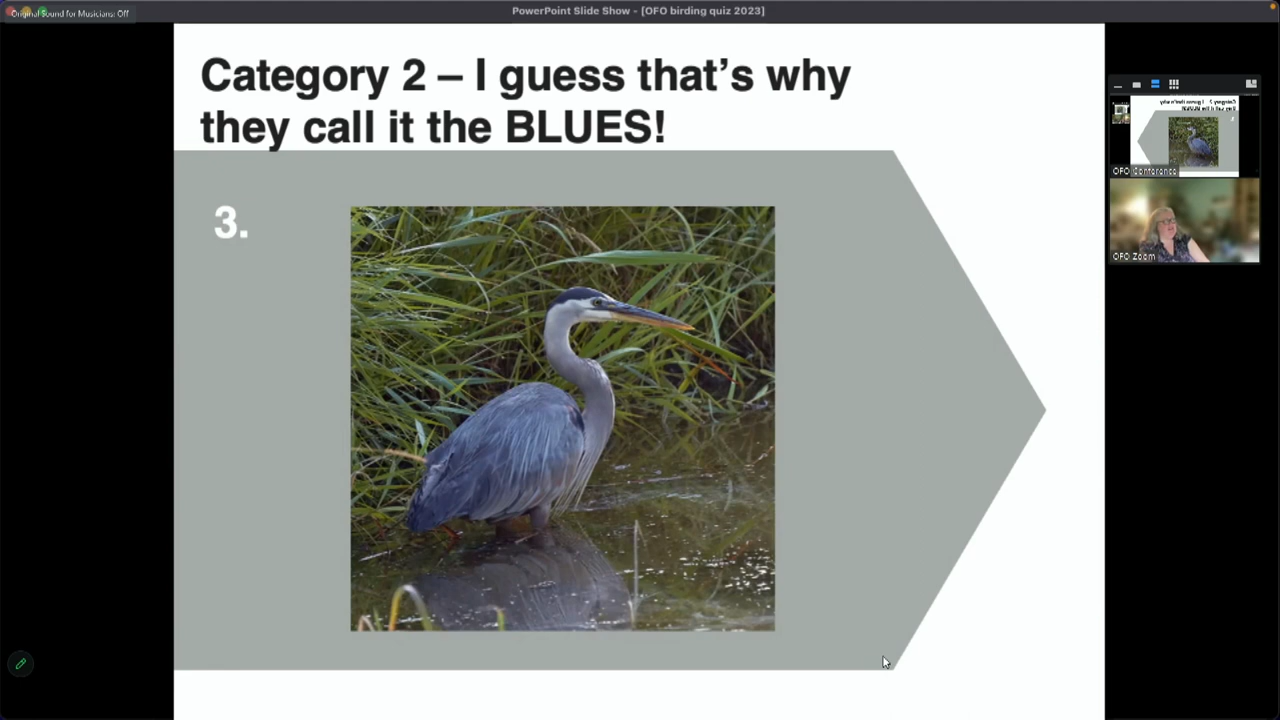 Original Sound for Musicians: Off
PowerPoint Slide Show - [OFO birding quiz 2023]
Category 2 – I guess that’s why
they call it the BLUES!
3.
OFO Conference
OFO Zoom